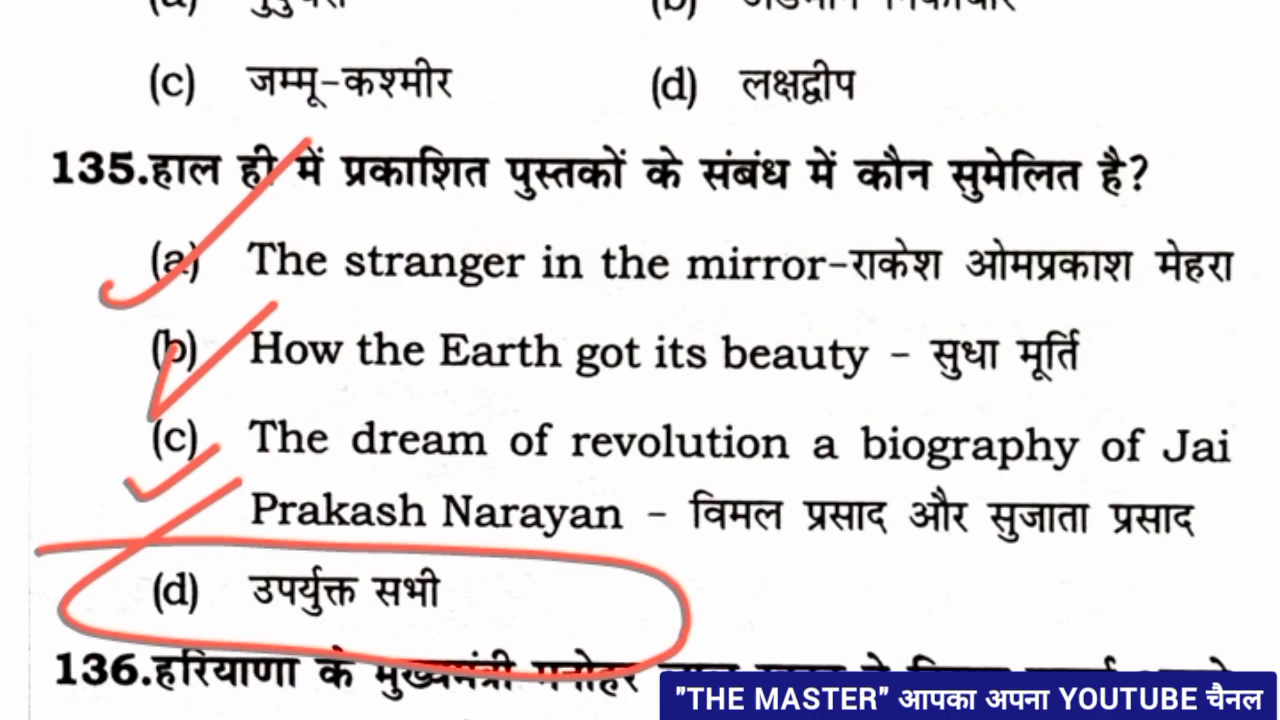 (c) जम्मू-कश्मीर (d) लक्षद्वीप
135.हाल ही में प्रकाशित पुस्तकों के संबंध में कौन सुमेलित है?
(a) The stranger in the mirror-राकेश ओमप्रकाश मेहरा
(b) How the Earth got its beauty - सुधा मूर्ति
(c) The dream of revolution a biography of Jai
Prakash Narayan - विमल प्रसाद और सुजाता प्रसाद
(d) उपर्युक्त सभी
136.हरियाणा के मुख्यमंत्री मनोहर
"THE MASTER" आपका अपना YOUTUBE चैनल